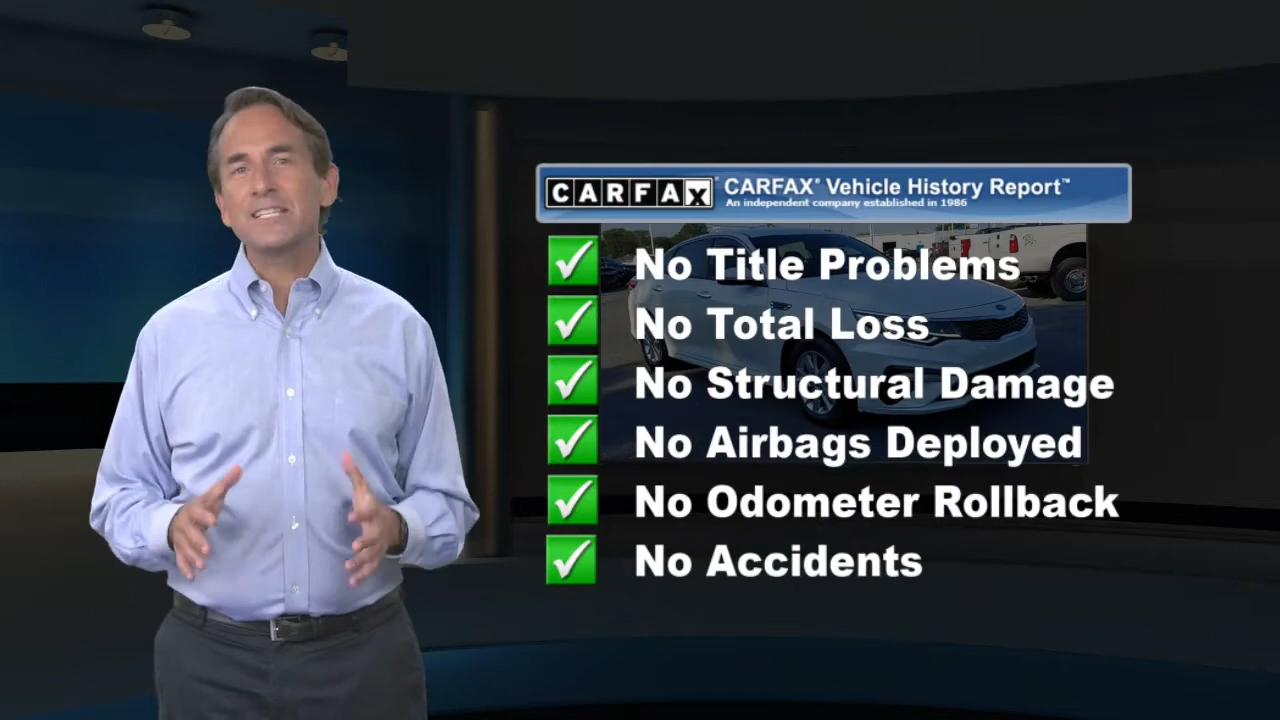 CARFAX® CARFAX® Vehicle History Report™
An independent company established in 1986
No Title Problems
No Total Loss
No Structural Damage
No Airbags Deployed
No Odometer Rollback
No Accidents